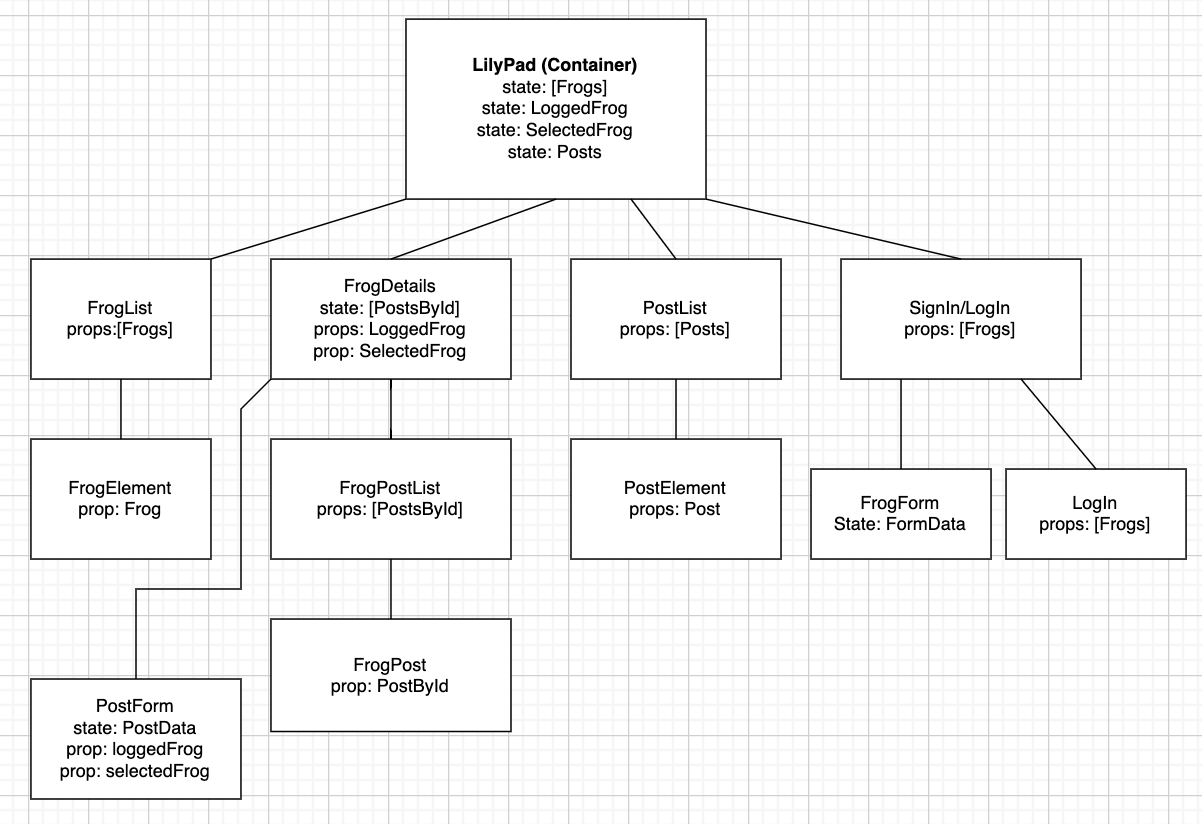 LilyPad (Container)
state: [Frogs]
state: LoggedFrog
state: SelectedFrog
state: Posts
FrogList
props:[Frogs]
FrogDetails
state: [PostsById]
props: LoggedFrog
prop: SelectedFrog
PostList
props: [Posts]
SignIn/LogIn
props: [Frogs]
FrogElement
prop: Frog
FrogPostList
props: [PostsById]
PostElement
props: Post
FrogForm
State: FormData
LogIn
props: [Frogs]
FrogPost
prop: PostById
PostForm
state: PostData
prop: loggedFrog
prop: selectedFrog